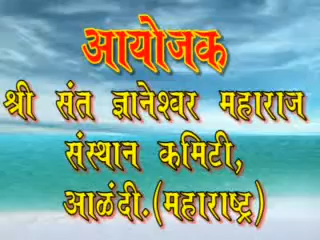 आयोजक
श्री संत ज्ञानेश्वर महाराज
संस्थान कमिटी,
आळंदी.(महाराष्ट्र)